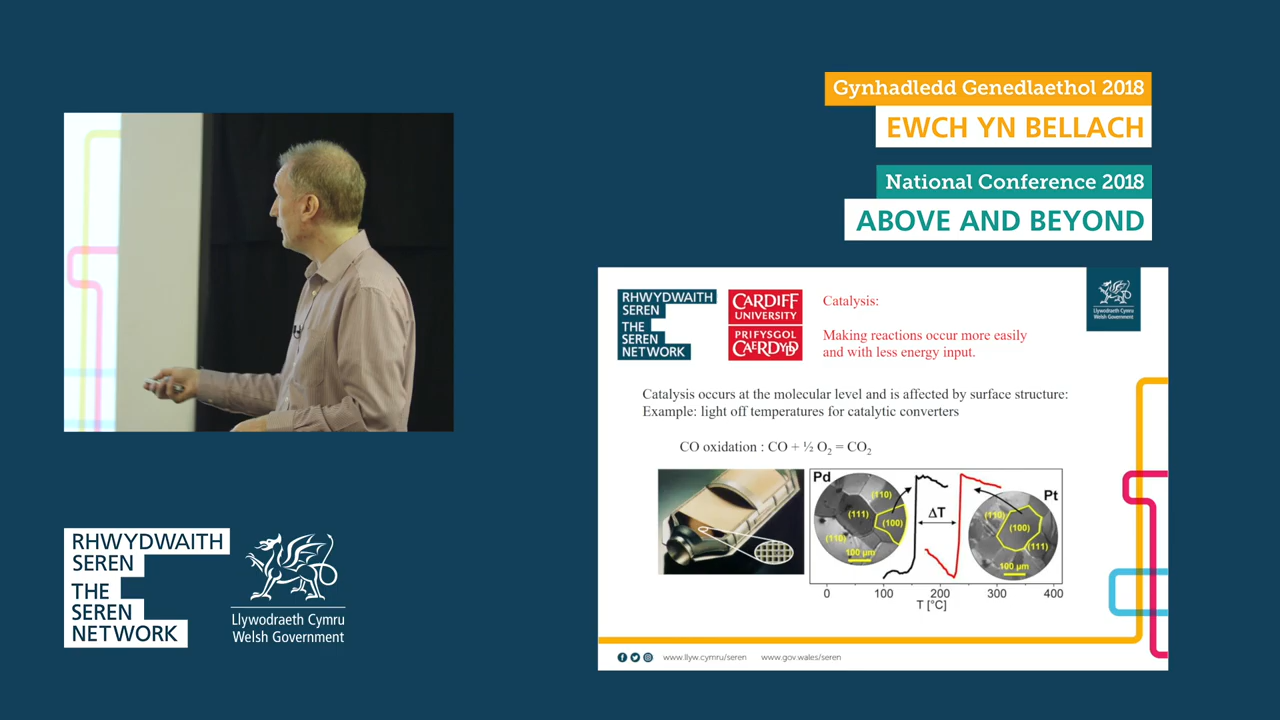 Gynhadledd Genedlaethol 2018
EWCH YN BELLACH
National Conference 2018
ABOVE AND BEYOND
RHWYDWAITH
SEREN
THE
SEREN
NETWORK
CARDIFF
UNIVERSITY
PRIFYSGOL
CAERDYDD
Catalysis:
Making reactions occur more easily
and with less energy input.
Llywodraeth Cymru
Welsh Government
Catalysis occurs at the molecular level and is affected by surface structure:
Example: light off temperatures for catalytic converters
CO oxidation : CO + ½ O₂ = CO₂
Pd
(110)
(111)
(100)
(110)
100 µm
ΔT
Pt
(110)
(100)
(111)
100 µm
0 100 200 300 400
T [°C]
www.llyw.cymru/seren www.gov.wales/seren
RHWYDWAITH
SEREN
THE
SEREN
NETWORK
Llywodraeth Cymru
Welsh Government